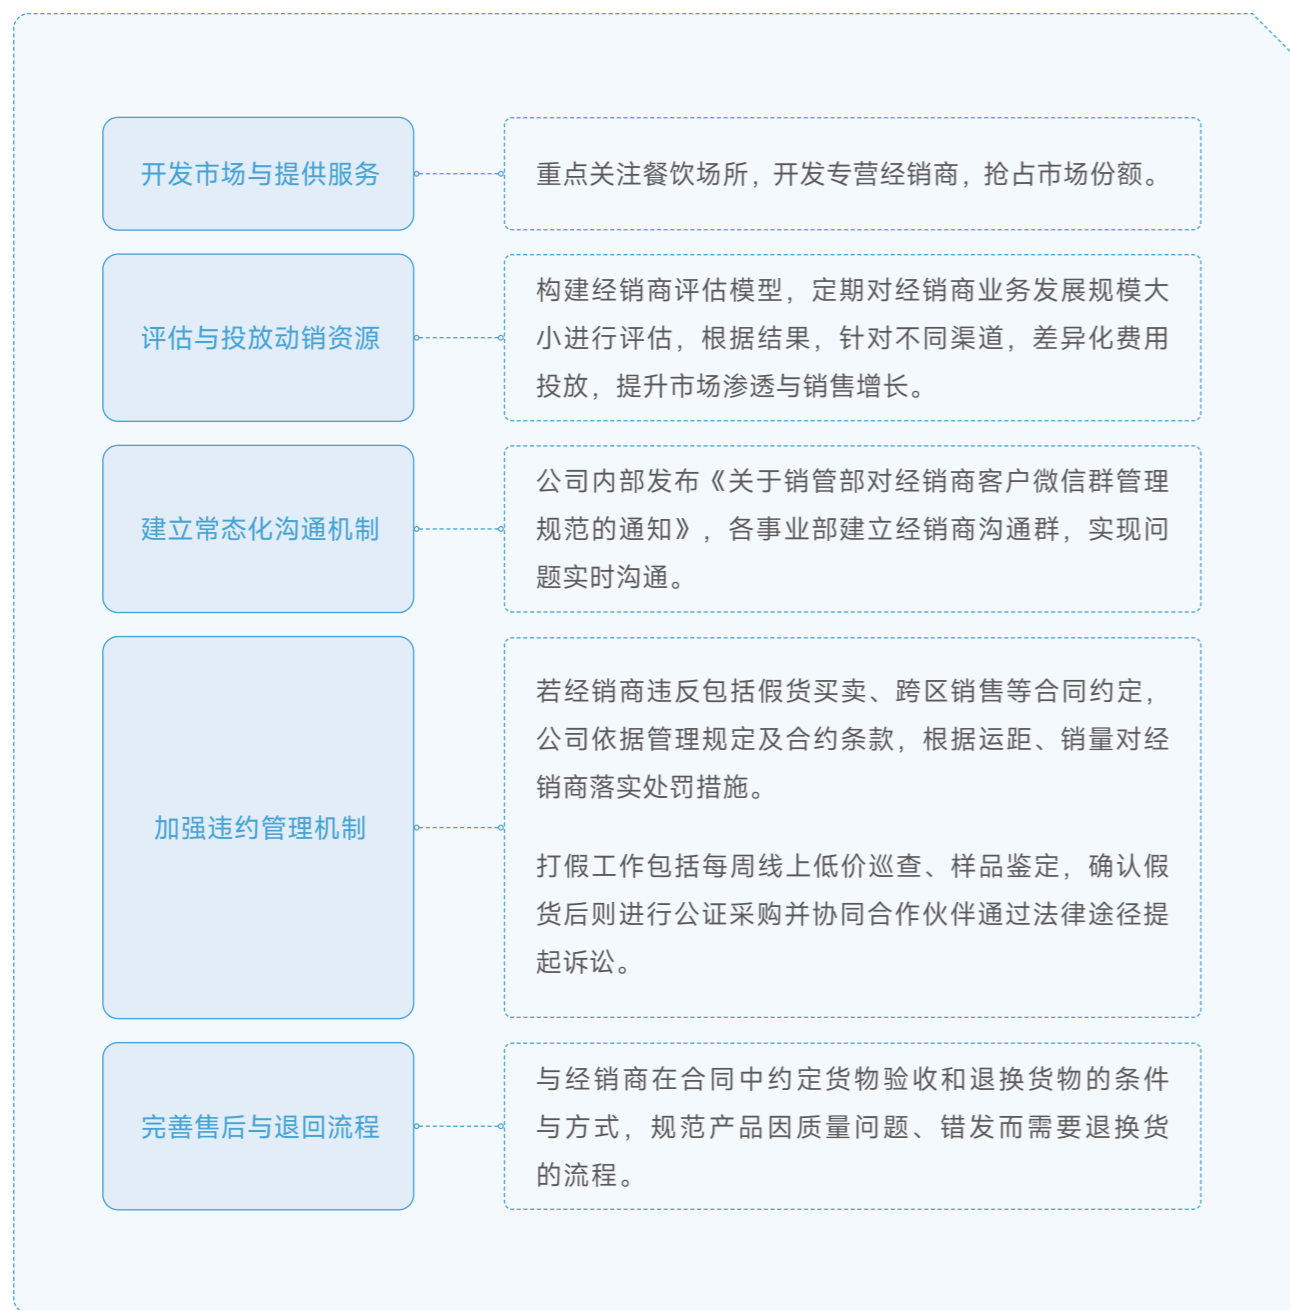 开发市场与提供服务
重点关注餐饮场所，开发专营经销商，抢占市场份额。
评估与投放动销资源
构建经销商评估模型，定期对经销商业务发展规模大
小进行评估，根据结果，针对不同渠道，差异化费用
投放，提升市场渗透与销售增长。
建立常态化沟通机制
公司内部发布《关于销管部对经销商客户微信群管理
规范的通知》，各事业部建立经销商沟通群，实现问
题实时沟通。
加强违约管理机制
若经销商违反包括假货买卖、跨区销售等合同约定，
公司依据管理规定及合约条款，根据运距、销量对经
销商落实处罚措施。
打假工作包括每周线上低价巡查、样品鉴定，确认假
货后则进行公证采购并协同合作伙伴通过法律途径提
起诉讼。
完善售后与退回流程
与经销商在合同中约定货物验收和退换货物的条件
与方式，规范产品因质量问题、错发而需要退换货
的流程。